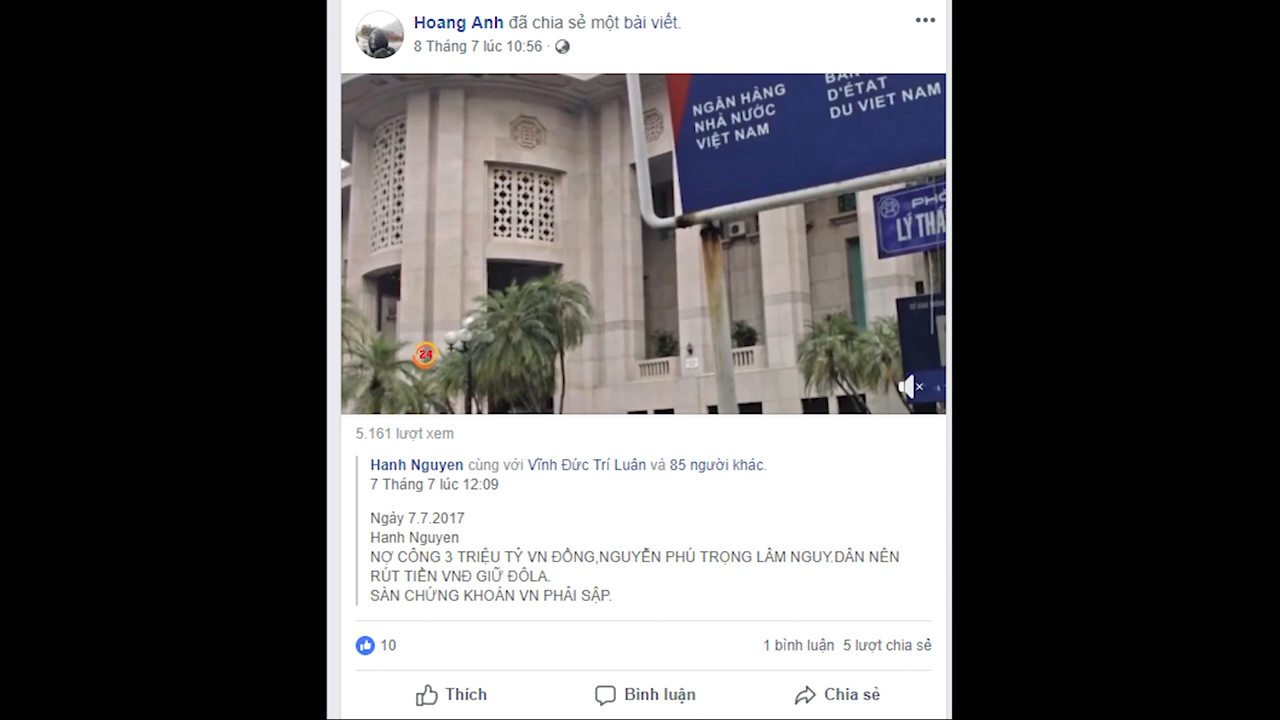 Hoang Anh đã chia sẻ một bài viết.
8 Tháng 7 lúc 10:56 ·
NGÂN HÀNG
NHÀ NƯỚC
VIỆT NAM
D'ÉTAT
DU VIET NAM
PHỐ
24
5.161 lượt xem
Hanh Nguyen cùng với Vĩnh Đức Trí Luân và 85 người khác.
7 Tháng 7 lúc 12:09
Ngày 7.7.2017
Hanh Nguyen
NỢ CÔNG 3 TRIỆU TỶ VN ĐỒNG,NGUYỄN PHÚ TRỌNG LÂM NGUY.DÂN NÊN
RÚT TIỀN VNĐ GIỮ ĐÔLA.
SÀN CHỨNG KHOÁN VN PHẢI SẬP.
10
1 bình luận 5 lượt chia sẻ
Thích Bình luận Chia sẻ